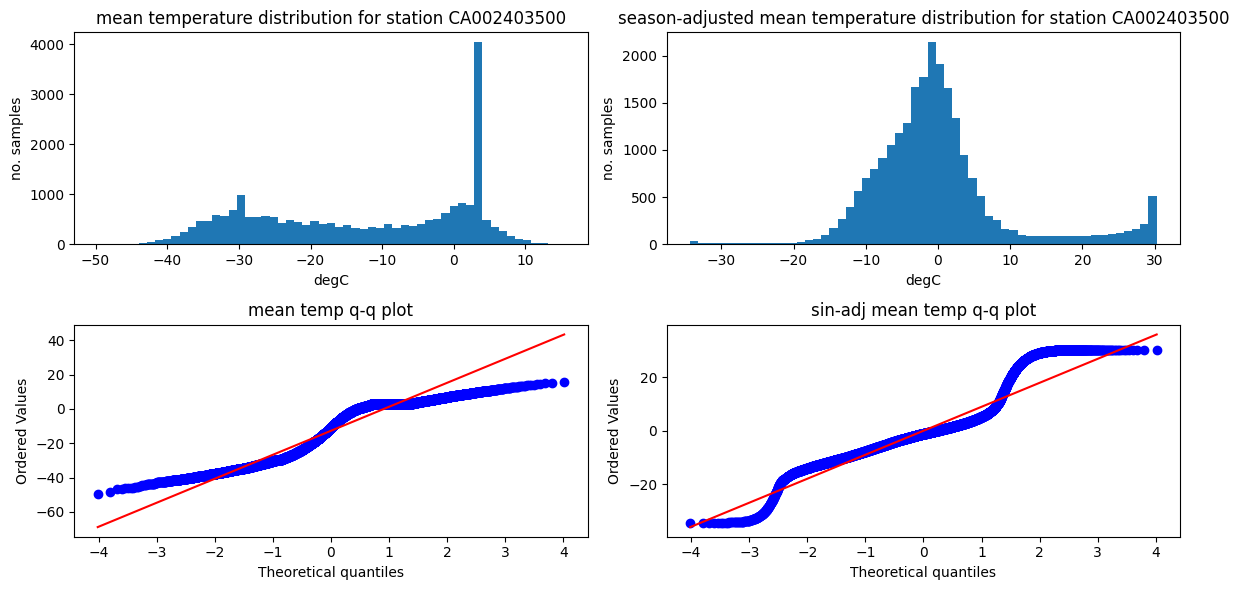 mean temperature distribution for station CA002403500
4000
3000
2000
1000
0
no. samples
−50 −40 −30 −20 −10 0 10
degC
season-adjusted mean temperature distribution for station CA002403500
2000
1500
1000
500
0
no. samples
−30 −20 −10 0 10 20 30
degC
mean temp q-q plot
40
20
0
−20
−40
−60
Ordered Values
−4 −3 −2 −1 0 1 2 3 4
Theoretical quantiles
sin-adj mean temp q-q plot
20
0
−20
Ordered Values
−4 −3 −2 −1 0 1 2 3 4
Theoretical quantiles